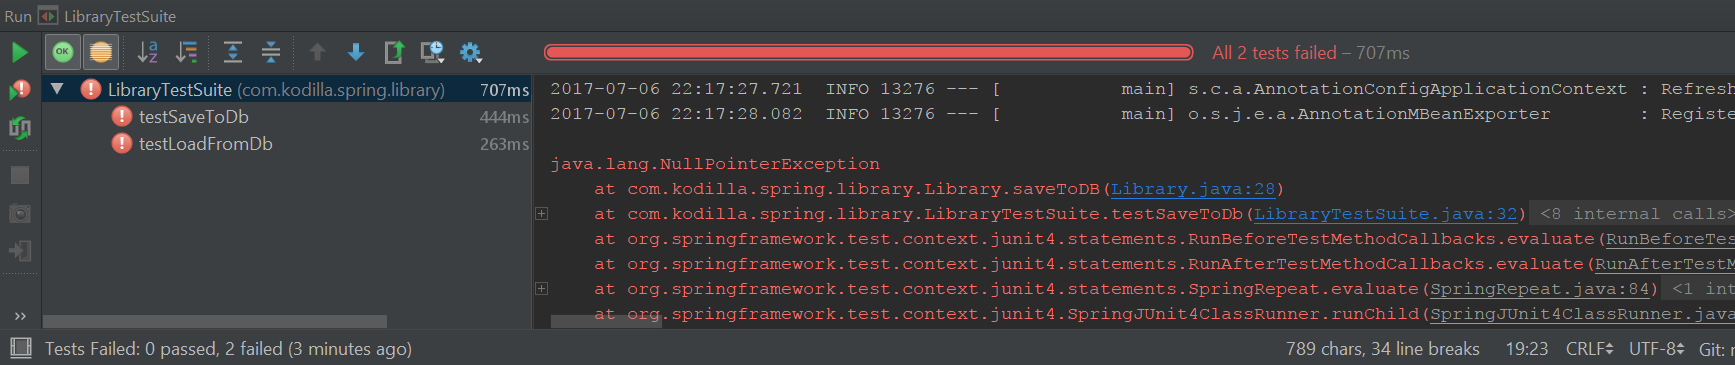 Run LibraryTestSuite
OK
All 2 tests failed – 707ms
LibraryTestSuite (com.kodilla.spring.library) 707ms
testSaveToDb 444ms
testLoadFromDb 263ms
2017-07-06 22:17:27.721  INFO 13276 --- [           main] s.c.a.AnnotationConfigApplicationContext : Refresh
2017-07-06 22:17:28.082  INFO 13276 --- [           main] o.s.j.e.a.AnnotationMBeanExporter        : Registe
java.lang.NullPointerException
at com.kodilla.spring.library.Library.saveToDB(Library.java:28)
at com.kodilla.spring.library.LibraryTestSuite.testSaveToDb(LibraryTestSuite.java:32) <8 internal calls>
at org.springframework.test.context.junit4.statements.RunBeforeTestMethodCallbacks.evaluate(RunBeforeTes
at org.springframework.test.context.junit4.statements.RunAfterTestMethodCallbacks.evaluate(RunAfterTestM
at org.springframework.test.context.junit4.statements.SpringRepeat.evaluate(SpringRepeat.java:84) <1 int
at org.springframework.test.context.junit4.SpringJUnit4ClassRunner.runChild(SpringJUnit4ClassRunner.java
Tests Failed: 0 passed, 2 failed (3 minutes ago)
789 chars, 34 line breaks 19:23 CRLF UTF-8 Git: